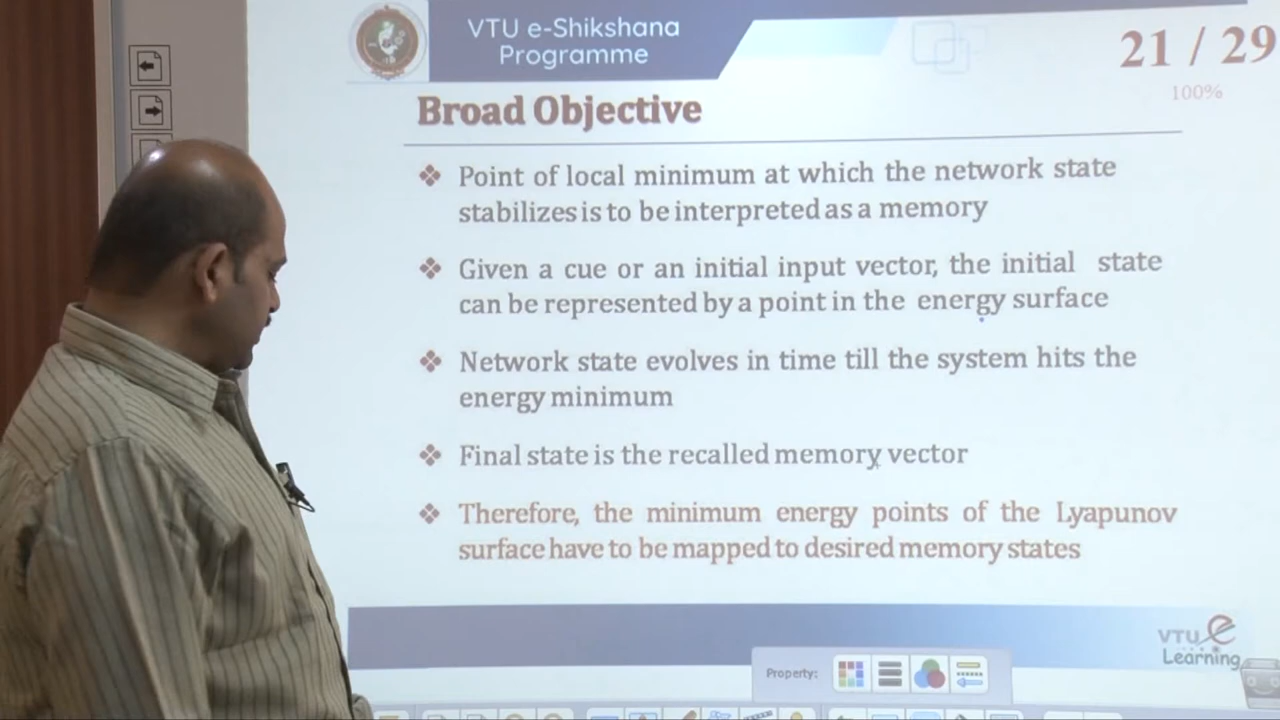 VTU e-Shikshana
Programme
21 / 29
100%
Broad Objective
Point of local minimum at which the network state
stabilizes is to be interpreted as a memory
Given a cue or an initial input vector, the initial state
can be represented by a point in the energy surface
Network state evolves in time till the system hits the
energy minimum
Final state is the recalled memory vector
Therefore, the minimum energy points of the Lyapunov
surface have to be mapped to desired memory states
VTU e
Learning
Property: